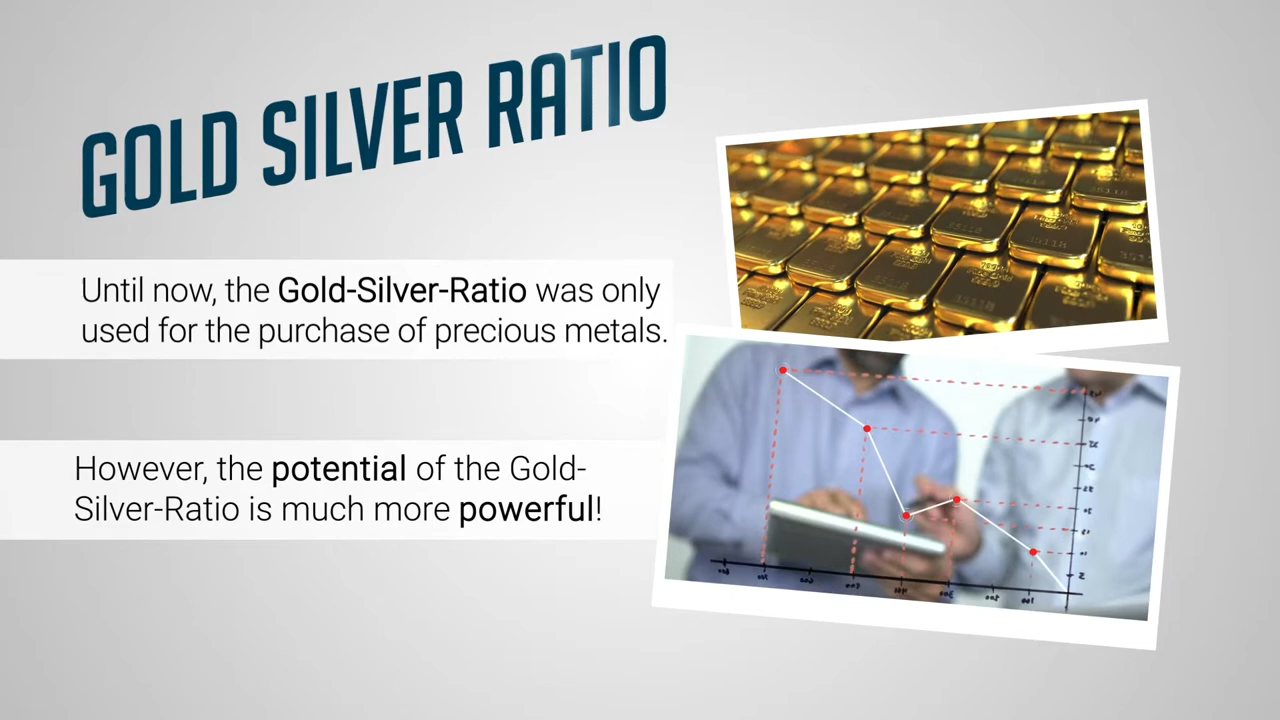 GOLD SILVER RATIO
Until now, the Gold-Silver-Ratio was only
used for the purchase of precious metals.
However, the potential of the Gold-
Silver-Ratio is much more powerful!